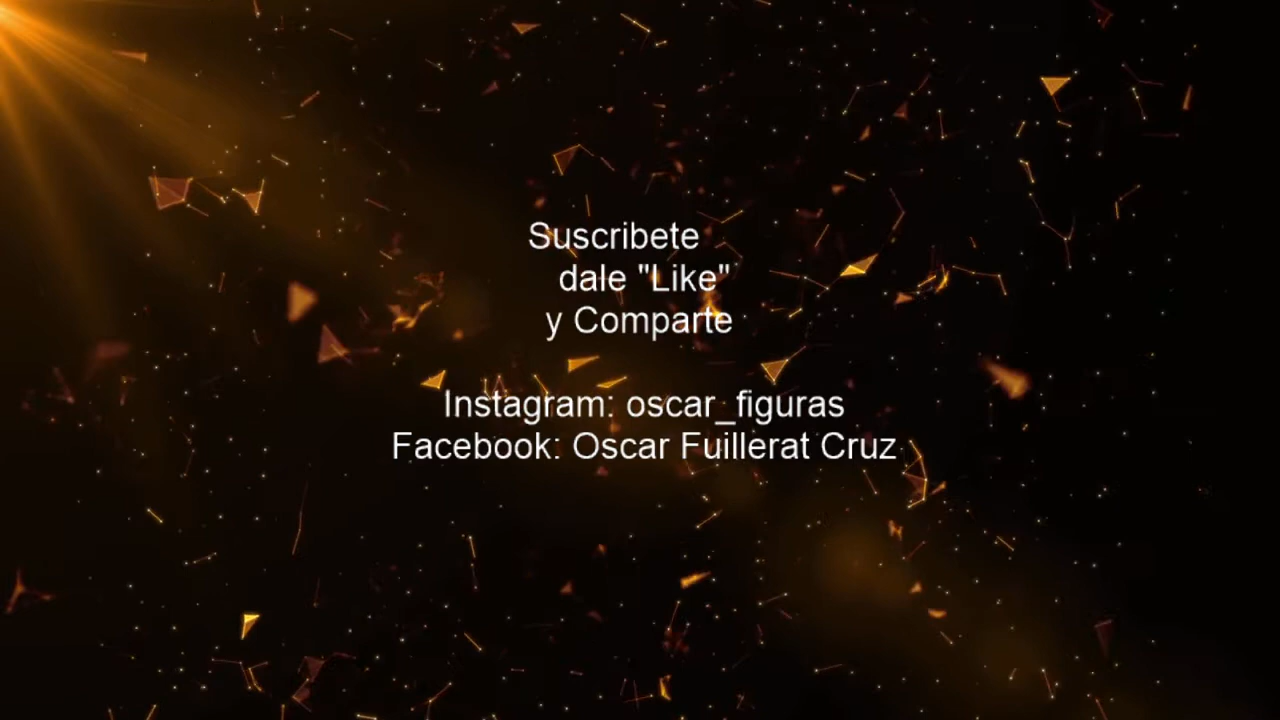 Suscribete
dale "Like"
y Comparte
Instagram: oscar_figuras
Facebook: Oscar Fuillerat Cruz